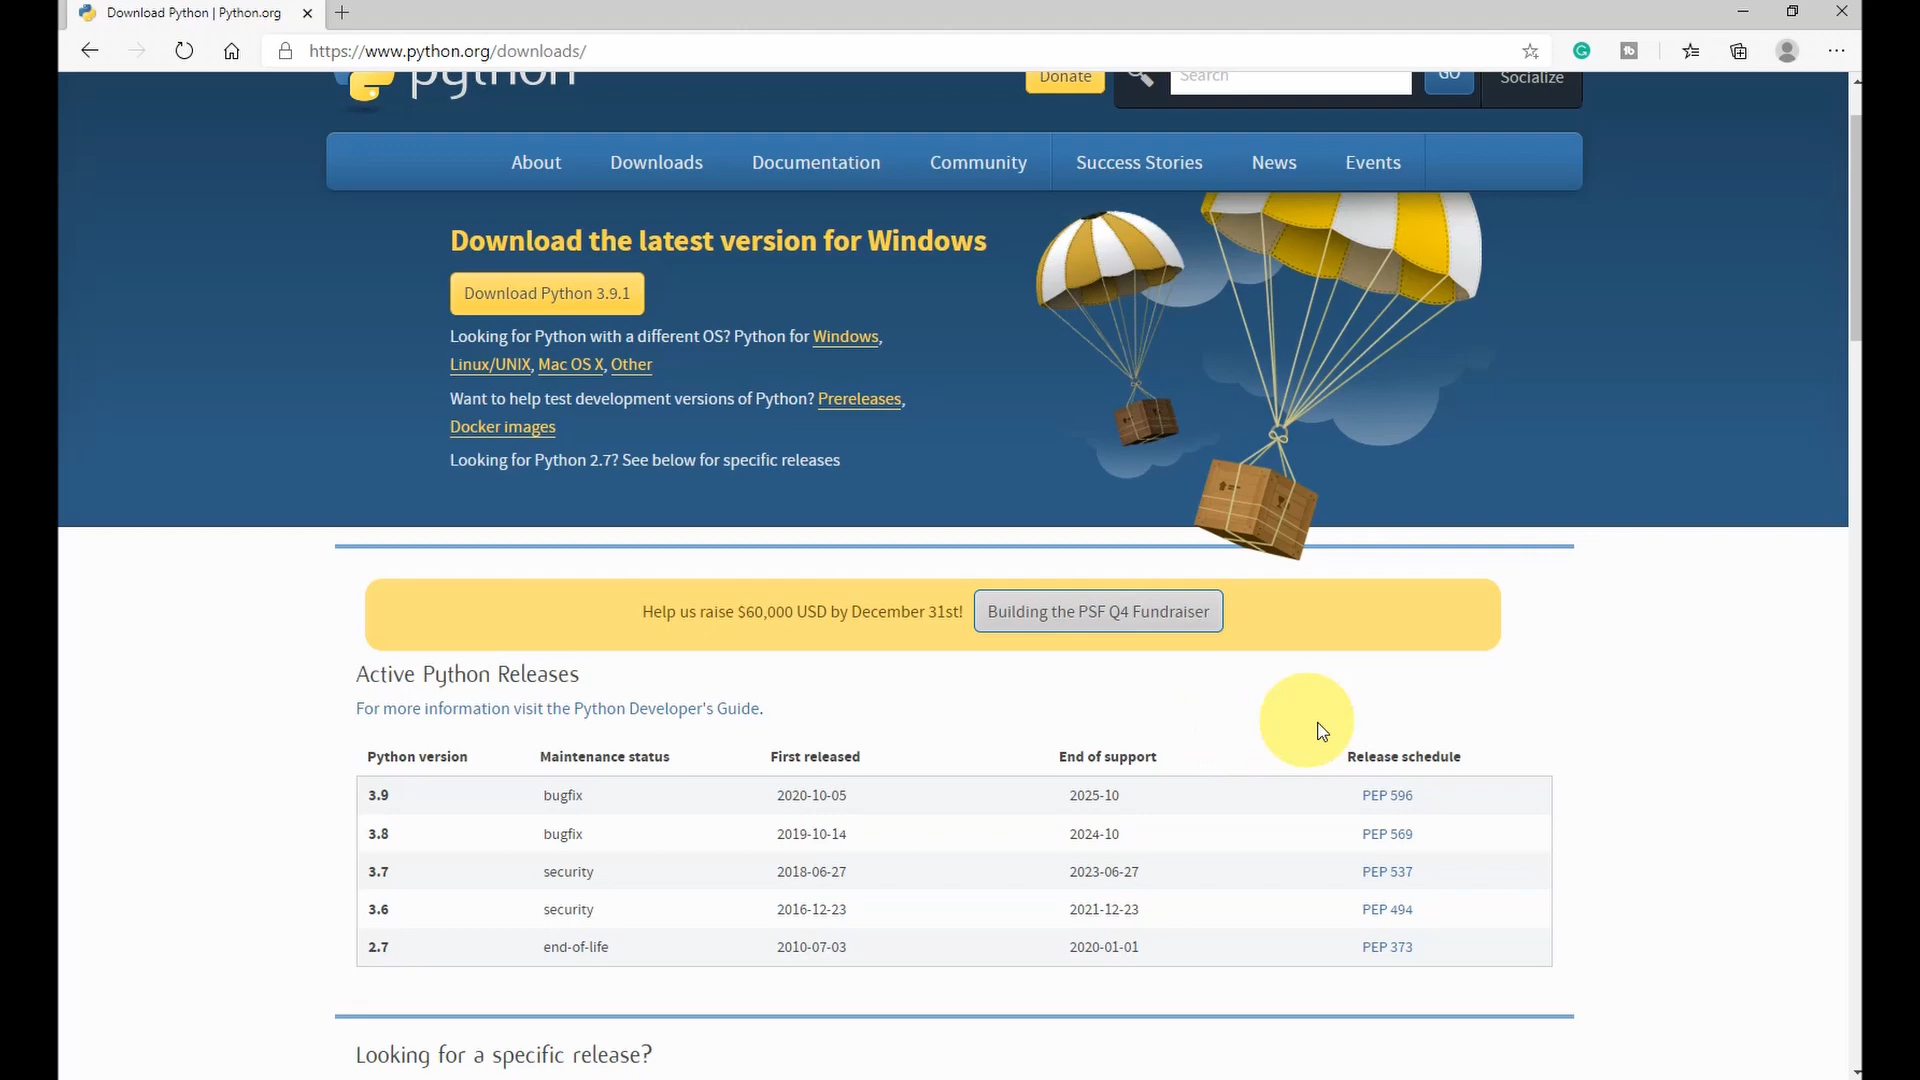 Download Python | Python.org
https://www.python.org/downloads/
python
Donate
Search
GO
Socialize
About Downloads Documentation Community Success Stories News Events
Download the latest version for Windows
Download Python 3.9.1
Looking for Python with a different OS? Python for Windows,
Linux/UNIX, Mac OS X, Other
Want to help test development versions of Python? Prereleases,
Docker images
Looking for Python 2.7? See below for specific releases
Help us raise $60,000 USD by December 31st! Building the PSF Q4 Fundraiser
Active Python Releases
For more information visit the Python Developer's Guide.
Python version Maintenance status First released End of support Release schedule
3.9 bugfix 2020-10-05 2025-10 PEP 596
3.8 bugfix 2019-10-14 2024-10 PEP 569
3.7 security 2018-06-27 2023-06-27 PEP 537
3.6 security 2016-12-23 2021-12-23 PEP 494
2.7 end-of-life 2010-07-03 2020-01-01 PEP 373
Looking for a specific release?